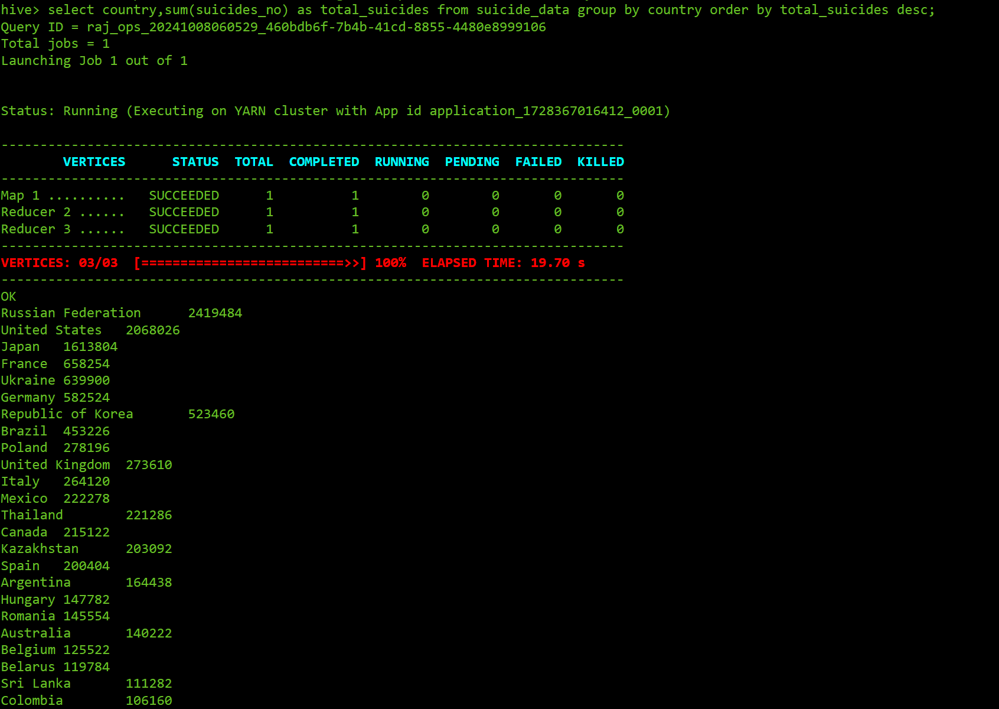 hive> select country,sum(suicides_no) as total_suicides from suicide_data group by country order by total_suicides desc;
Query ID = raj_ops_20241008060529_460bdb6f-7b4b-41cd-8855-4480e8999106
Total jobs = 1
Launching Job 1 out of 1
Status: Running (Executing on YARN cluster with App id application_1728367016412_0001)
--------------------------------------------------------------------------------
        VERTICES      STATUS  TOTAL  COMPLETED  RUNNING  PENDING  FAILED  KILLED
--------------------------------------------------------------------------------
Map 1 ..........   SUCCEEDED      1          1        0        0       0       0
Reducer 2 ......   SUCCEEDED      1          1        0        0       0       0
Reducer 3 ......   SUCCEEDED      1          1        0        0       0       0
--------------------------------------------------------------------------------
VERTICES: 03/03  [==========================>>] 100%  ELAPSED TIME: 19.70 s
--------------------------------------------------------------------------------
OK
Russian Federation      2419484
United States   2068026
Japan   1613804
France  658254
Ukraine 639900
Germany 582524
Republic of Korea       523460
Brazil  453226
Poland  278196
United Kingdom  273610
Italy   264120
Mexico  222278
Thailand        221286
Canada  215122
Kazakhstan      203092
Spain   200404
Argentina       164438
Hungary 147782
Romania 145554
Australia       140222
Belgium 125522
Belarus 119784
Sri Lanka       111282
Colombia        106160